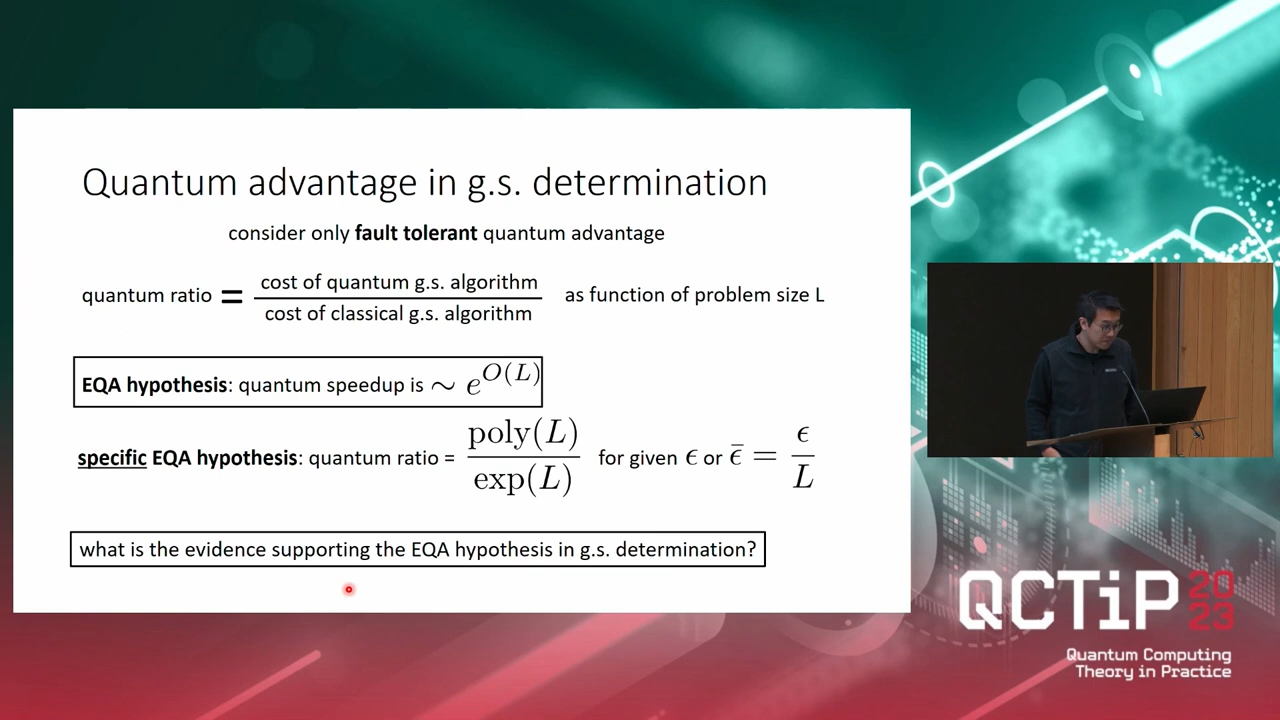 Quantum advantage in g.s. determination
consider only fault tolerant quantum advantage
quantum ratio = cost of quantum g.s. algorithm / cost of classical g.s. algorithm as function of problem size L
EQA hypothesis: quantum speedup is ∼ e^{O(L)}
specific EQA hypothesis: quantum ratio = poly(L) / exp(L) for given ϵ or ϵ̄ = ϵ / L
what is the evidence supporting the EQA hypothesis in g.s. determination?
QCTiP 20 23
Quantum Computing
Theory in Practice